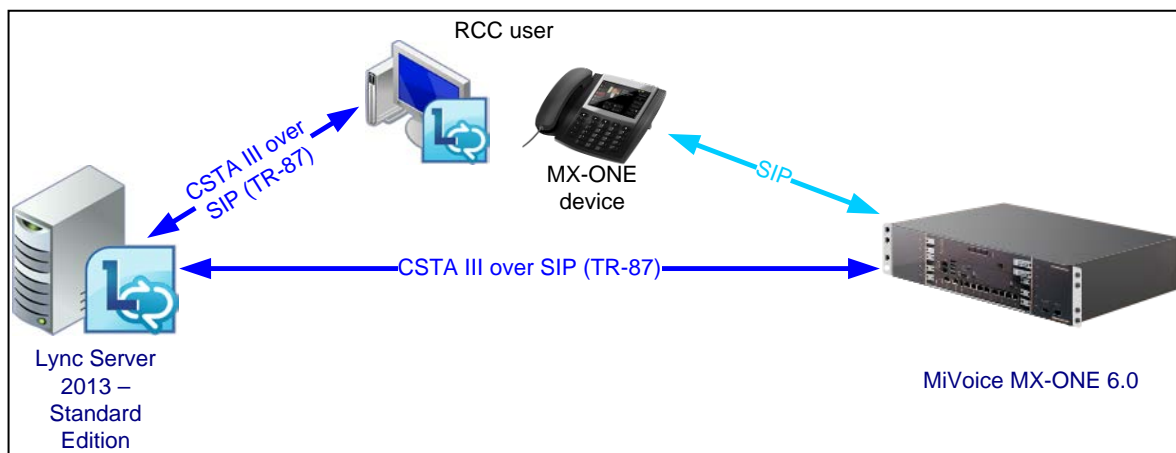 RCC user
CSTA III over
SIP (TR-87)
MX-ONE
device
SIP
CSTA III over SIP (TR-87)
Lync Server
2013 –
Standard
Edition
MiVoice MX-ONE 6.0